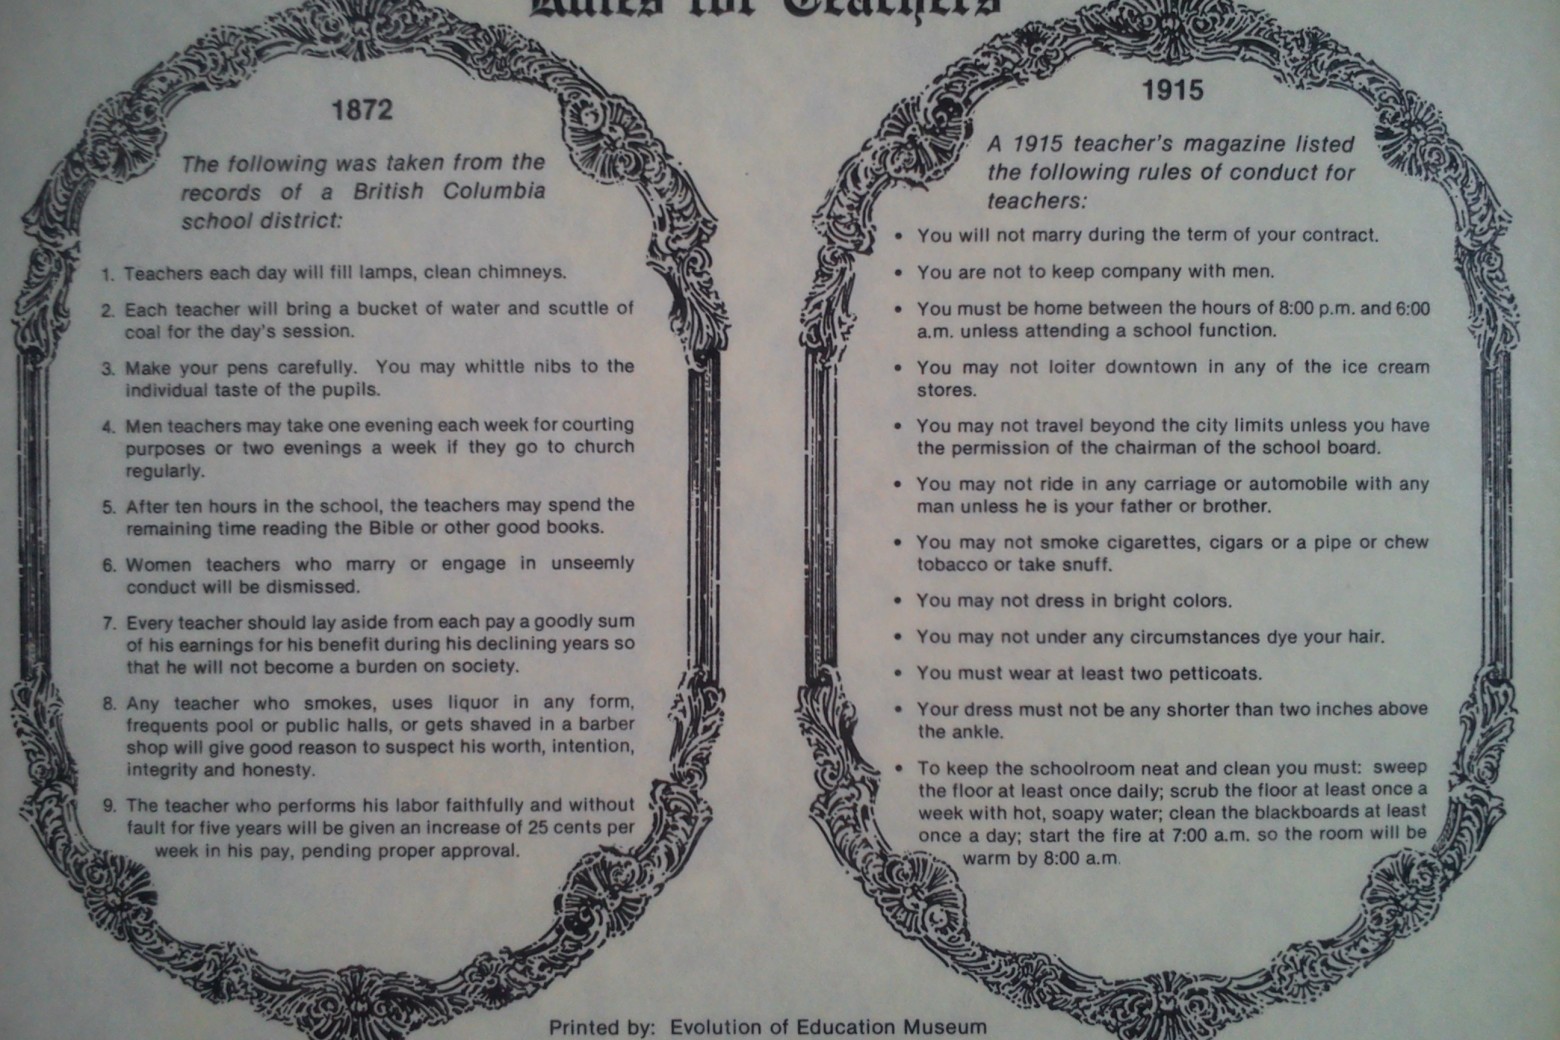 Rules for Teachers
1872
The following was taken from the
records of a British Columbia
school district:
1. Teachers each day will fill lamps, clean chimneys.
2. Each teacher will bring a bucket of water and scuttle of
coal for the day's session.
3. Make your pens carefully. You may whittle nibs to the
individual taste of the pupils.
4. Men teachers may take one evening each week for courting
purposes or two evenings a week if they go to church
regularly.
5. After ten hours in the school, the teachers may spend the
remaining time reading the Bible or other good books.
6. Women teachers who marry or engage in unseemly
conduct will be dismissed.
7. Every teacher should lay aside from each pay a goodly sum
of his earnings for his benefit during his declining years so
that he will not become a burden on society.
8. Any teacher who smokes, uses liquor in any form,
frequents pool or public halls, or gets shaved in a barber
shop will give good reason to suspect his worth, intention,
integrity and honesty.
9. The teacher who performs his labor faithfully and without
fault for five years will be given an increase of 25 cents per
week in his pay, pending proper approval.
1915
A 1915 teacher's magazine listed
the following rules of conduct for
teachers:
• You will not marry during the term of your contract.
• You are not to keep company with men.
• You must be home between the hours of 8:00 p.m. and 6:00
a.m. unless attending a school function.
• You may not loiter downtown in any of the ice cream
stores.
• You may not travel beyond the city limits unless you have
the permission of the chairman of the school board.
• You may not ride in any carriage or automobile with any
man unless he is your father or brother.
• You may not smoke cigarettes, cigars or a pipe or chew
tobacco or take snuff.
• You may not dress in bright colors.
• You may not under any circumstances dye your hair.
• You must wear at least two petticoats.
• Your dress must not be any shorter than two inches above
the ankle.
• To keep the schoolroom neat and clean you must: sweep
the floor at least once daily; scrub the floor at least once a
week with hot, soapy water; clean the blackboards at least
once a day; start the fire at 7:00 a.m. so the room will be
warm by 8:00 a.m.
Printed by: Evolution of Education Museum